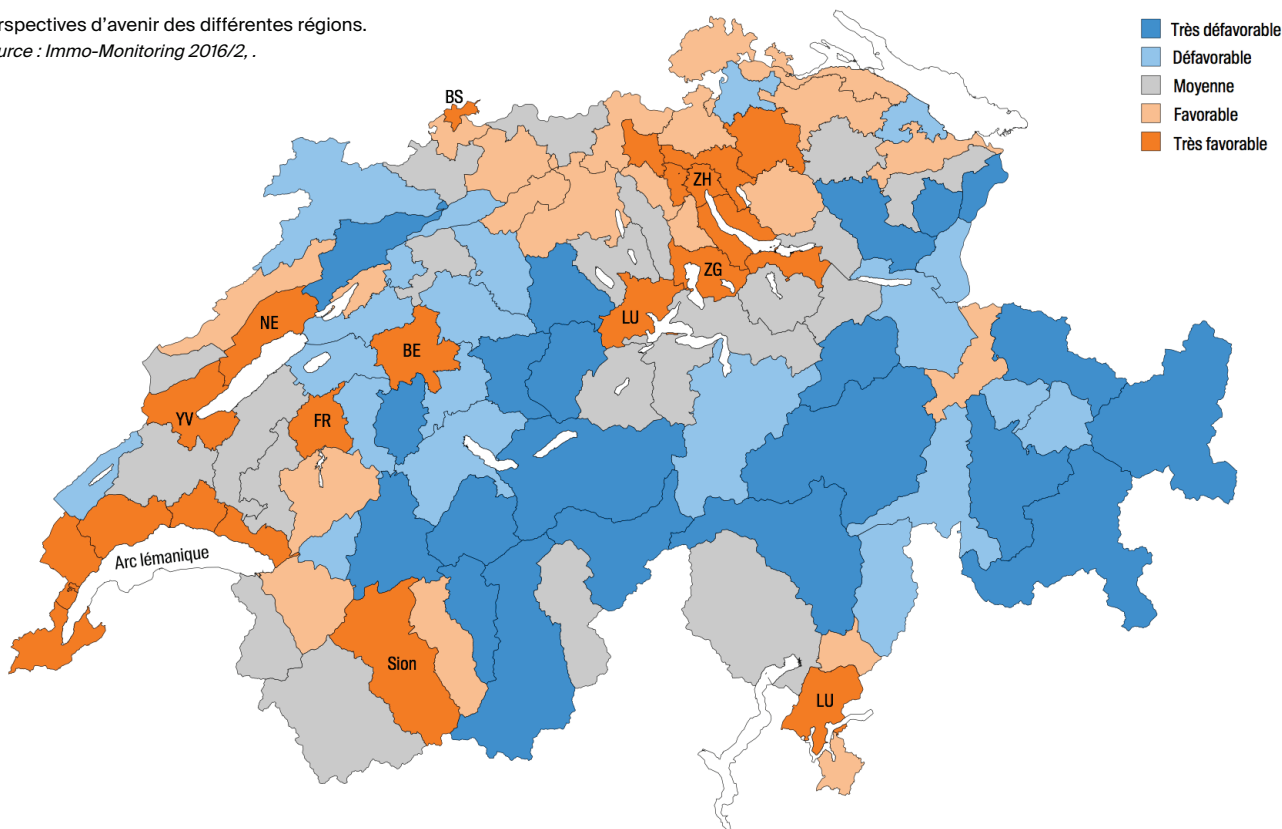 rspectives d'avenir des différentes régions.
urce : Immo-Monitoring 2016/2, .
Très défavorable
Défavorable
Moyenne
Favorable
Très favorable
BS
ZH
ZG
LU
NE
BE
YV
FR
Arc lémanique
Sion
LU